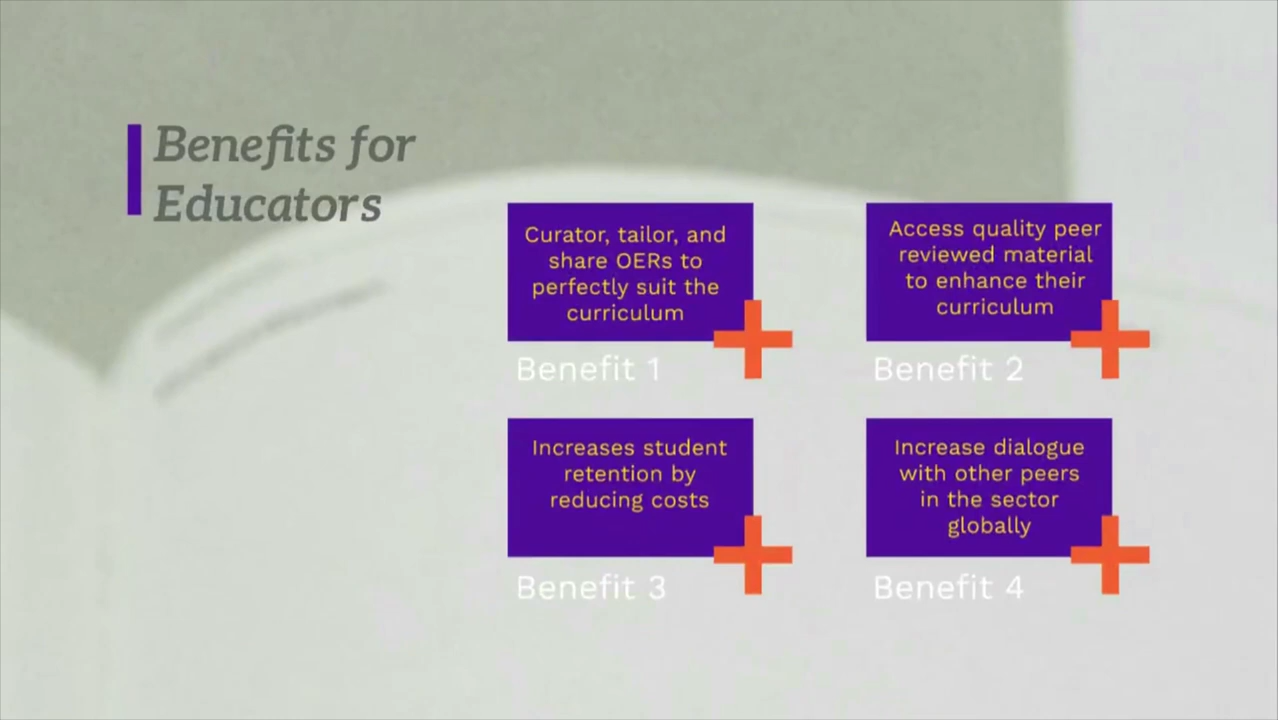 Benefits for
Educators
Curator, tailor, and
share OERs to
perfectly suit the
curriculum
Benefit 1
Access quality peer
reviewed material
to enhance their
curriculum
Benefit 2
Increases student
retention by
reducing costs
Benefit 3
Increase dialogue
with other peers
in the sector
globally
Benefit 4